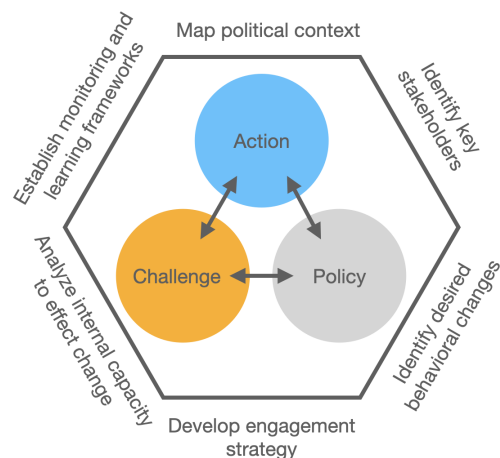 Map political context
Identify key
stakeholders
Identify desired
behavioral changes
Develop engagement
strategy
Analyze internal capacity
to effect change
Establish monitoring and
learning frameworks
Action
Challenge
Policy